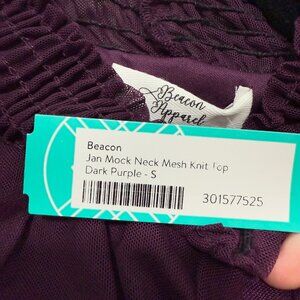 Beacon
Apparel
Beacon
Jan Mock Neck Mesh Knit Top
Dark Purple - S
301577525